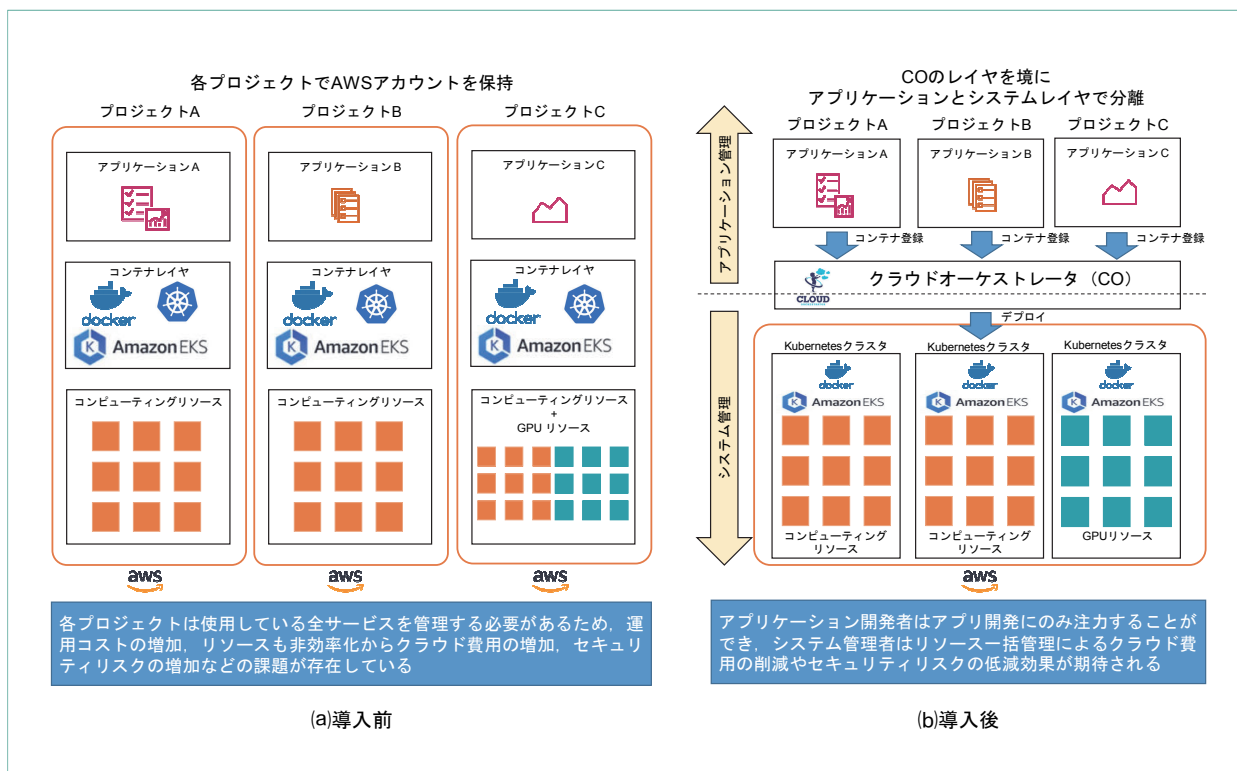 各プロジェクトでAWSアカウントを保持
プロジェクトA
プロジェクトB
プロジェクトC
アプリケーションA
アプリケーションB
アプリケーションC
コンテナレイヤ
docker
Amazon EKS
コンテナレイヤ
docker
Amazon EKS
コンテナレイヤ
docker
Amazon EKS
コンピューティングリソース
コンピューティングリソース
コンピューティングリソース
+
GPU リソース
aws
aws
aws
各プロジェクトは使用している全サービスを管理する必要があるため，運
用コストの増加，リソースも非効率化からクラウド費用の増加，セキュリ
ティリスクの増加などの課題が存在している
(a)導入前
COのレイヤを境に
アプリケーションとシステムレイヤで分離
プロジェクトA
プロジェクトB
プロジェクトC
アプリケーション管理
アプリケーションA
アプリケーションB
アプリケーションC
コンテナ登録
コンテナ登録
コンテナ登録
CLOUD
クラウドオーケストレータ（CO）
デプロイ
システム管理
Kubernetesクラスタ
Kubernetesクラスタ
Kubernetesクラスタ
docker
docker
docker
Amazon EKS
Amazon EKS
Amazon EKS
コンピューティング
リソース
コンピューティング
リソース
GPUリソース
aws
アプリケーション開発者はアプリ開発にのみ注力することが
でき，システム管理者はリソース一括管理によるクラウド費
用の削減やセキュリティリスクの低減効果が期待される
(b)導入後